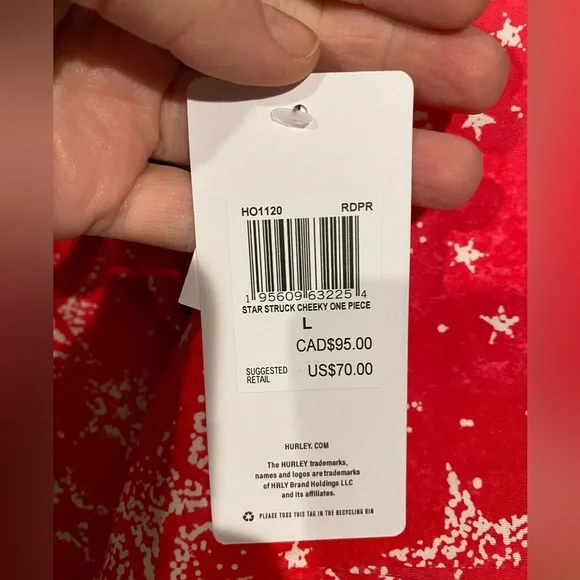 HO1120 RDPR
1 95609 63225 4
STAR STRUCK CHEEKY ONE PIECE
L
CAD$95.00
SUGGESTED RETAIL US$70.00
HURLEY.COM
The HURLEY trademarks,
names and logos are trademarks
of HRLY Brand Holdings LLC
and its affiliates.
PLEASE TOSS THIS TAG IN THE RECYCLING BIN